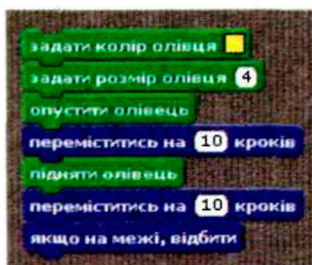 задати колір олівця
задати розмір олівця 4
опустити олівець
переміститись на 10 кроків
підняти олівець
переміститись на 10 кроків
якщо на межі, відбити